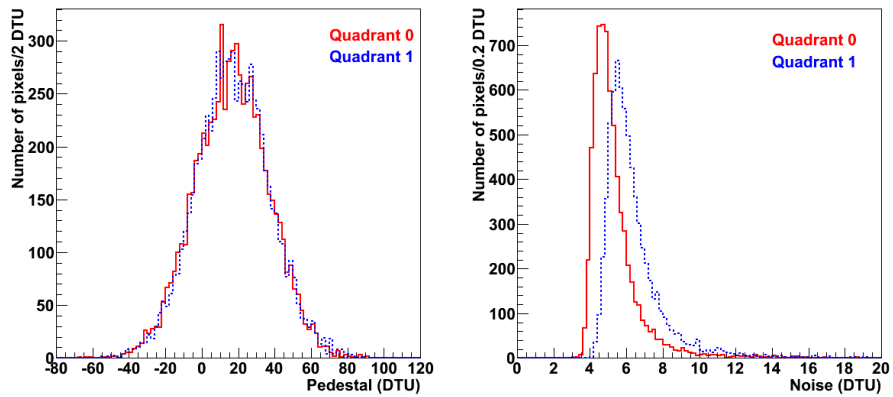 Number of pixels/2 DTU
300
250
200
150
100
50
0
Quadrant 0
Quadrant 1
-80 -60 -40 -20 0 20 40 60 80 100 120
Pedestal (DTU)
Number of pixels/0.2 DTU
700
600
500
400
300
200
100
0
Quadrant 0
Quadrant 1
0 2 4 6 8 10 12 14 16 18 20
Noise (DTU)